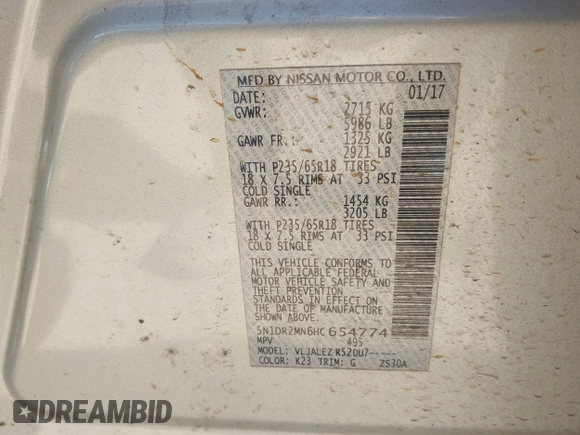 MFD BY NISSAN MOTOR CO., LTD.
DATE: 01/17
GVWR: 2715 KG
5986 LB
GAWR FR.: 1325 KG
2921 LB
WITH P235/65R18 TIRES
18 X 7.5 RIMS AT 33 PSI
COLD SINGLE
GAWR RR.: 1454 KG
3205 LB
WITH P235/65R18 TIRES
18 X 7.5 RIMS AT 33 PSI
COLD SINGLE
THIS VEHICLE CONFORMS TO
ALL APPLICABLE FEDERAL
MOTOR VEHICLE SAFETY AND
THEFT PREVENTION
STANDARDS IN EFFECT ON
THE DATE OF MANUFACTURE
SHOWN ABOVE.
5N1DR2MN6HC654774
MPV 495
MODEL: VLJALEZ R52DU7-----
COLOR: K23 TRIM: G ZS30A
DREAMBID